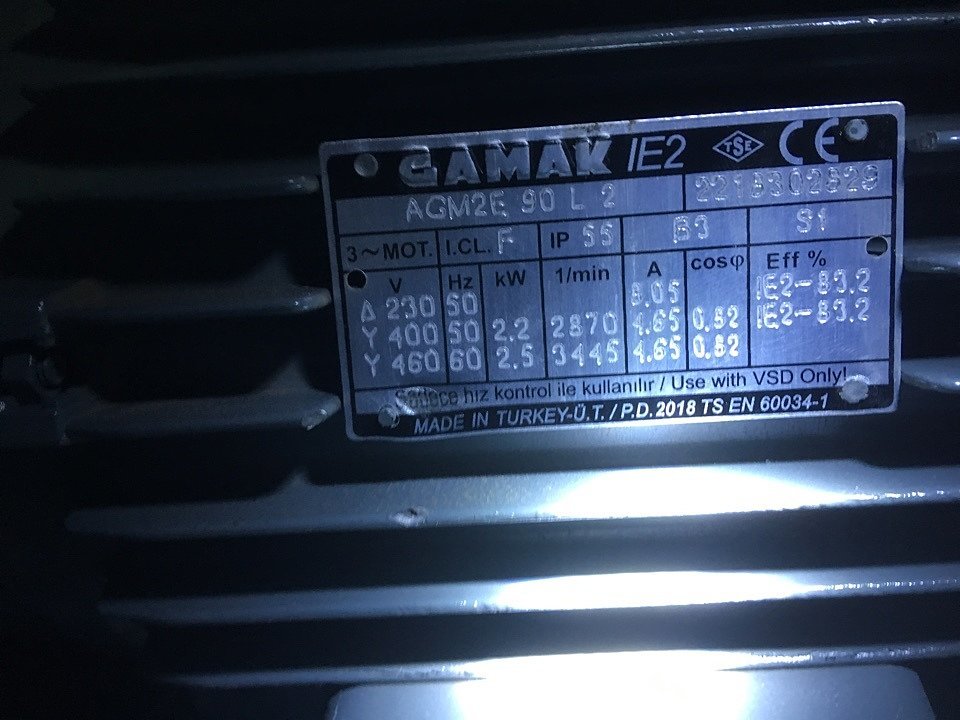 GAMAK IE2 TSE CE
AGM2E 90 L 2 2218302829
3~MOT. I.CL. F IP 55 B3 S1
V Hz kW 1/min A cosφ Eff %
Δ 230 50 8.05 IE2-83.2
Y 400 50 2.2 2870 4.65 0.82 IE2-83.2
Y 460 60 2.5 3445 4.65 0.82
Sadece hız kontrol ile kullanılır / Use with VSD Only!
MADE IN TURKEY-Ü.T. / P.D. 2018 TS EN 60034-1